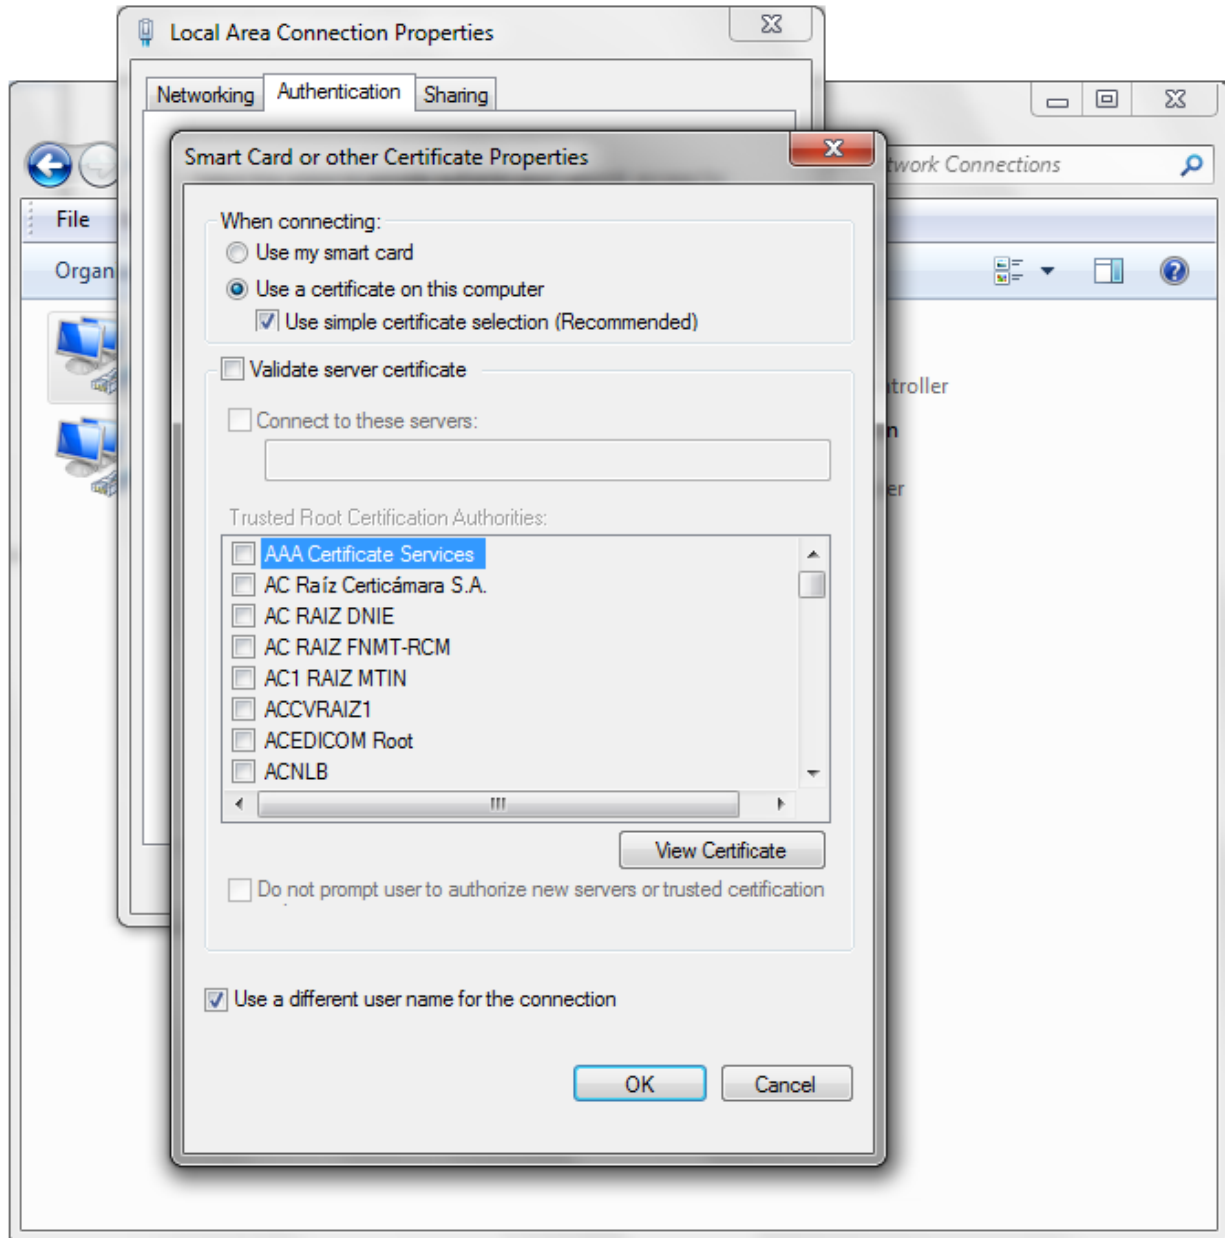 Local Area Connection Properties
Networking Authentication Sharing
Smart Card or other Certificate Properties
twork Connections
File
Organ
When connecting:
Use my smart card
Use a certificate on this computer
Use simple certificate selection (Recommended)
Validate server certificate
Connect to these servers:
Trusted Root Certification Authorities:
AAA Certificate Services
AC Raíz Certicámara S.A.
AC RAIZ DNIE
AC RAIZ FNMT-RCM
AC1 RAIZ MTIN
ACCVRAIZ1
ACEDICOM Root
ACNLB
View Certificate
Do not prompt user to authorize new servers or trusted certification
Use a different user name for the connection
OK Cancel
ntroller
n
er